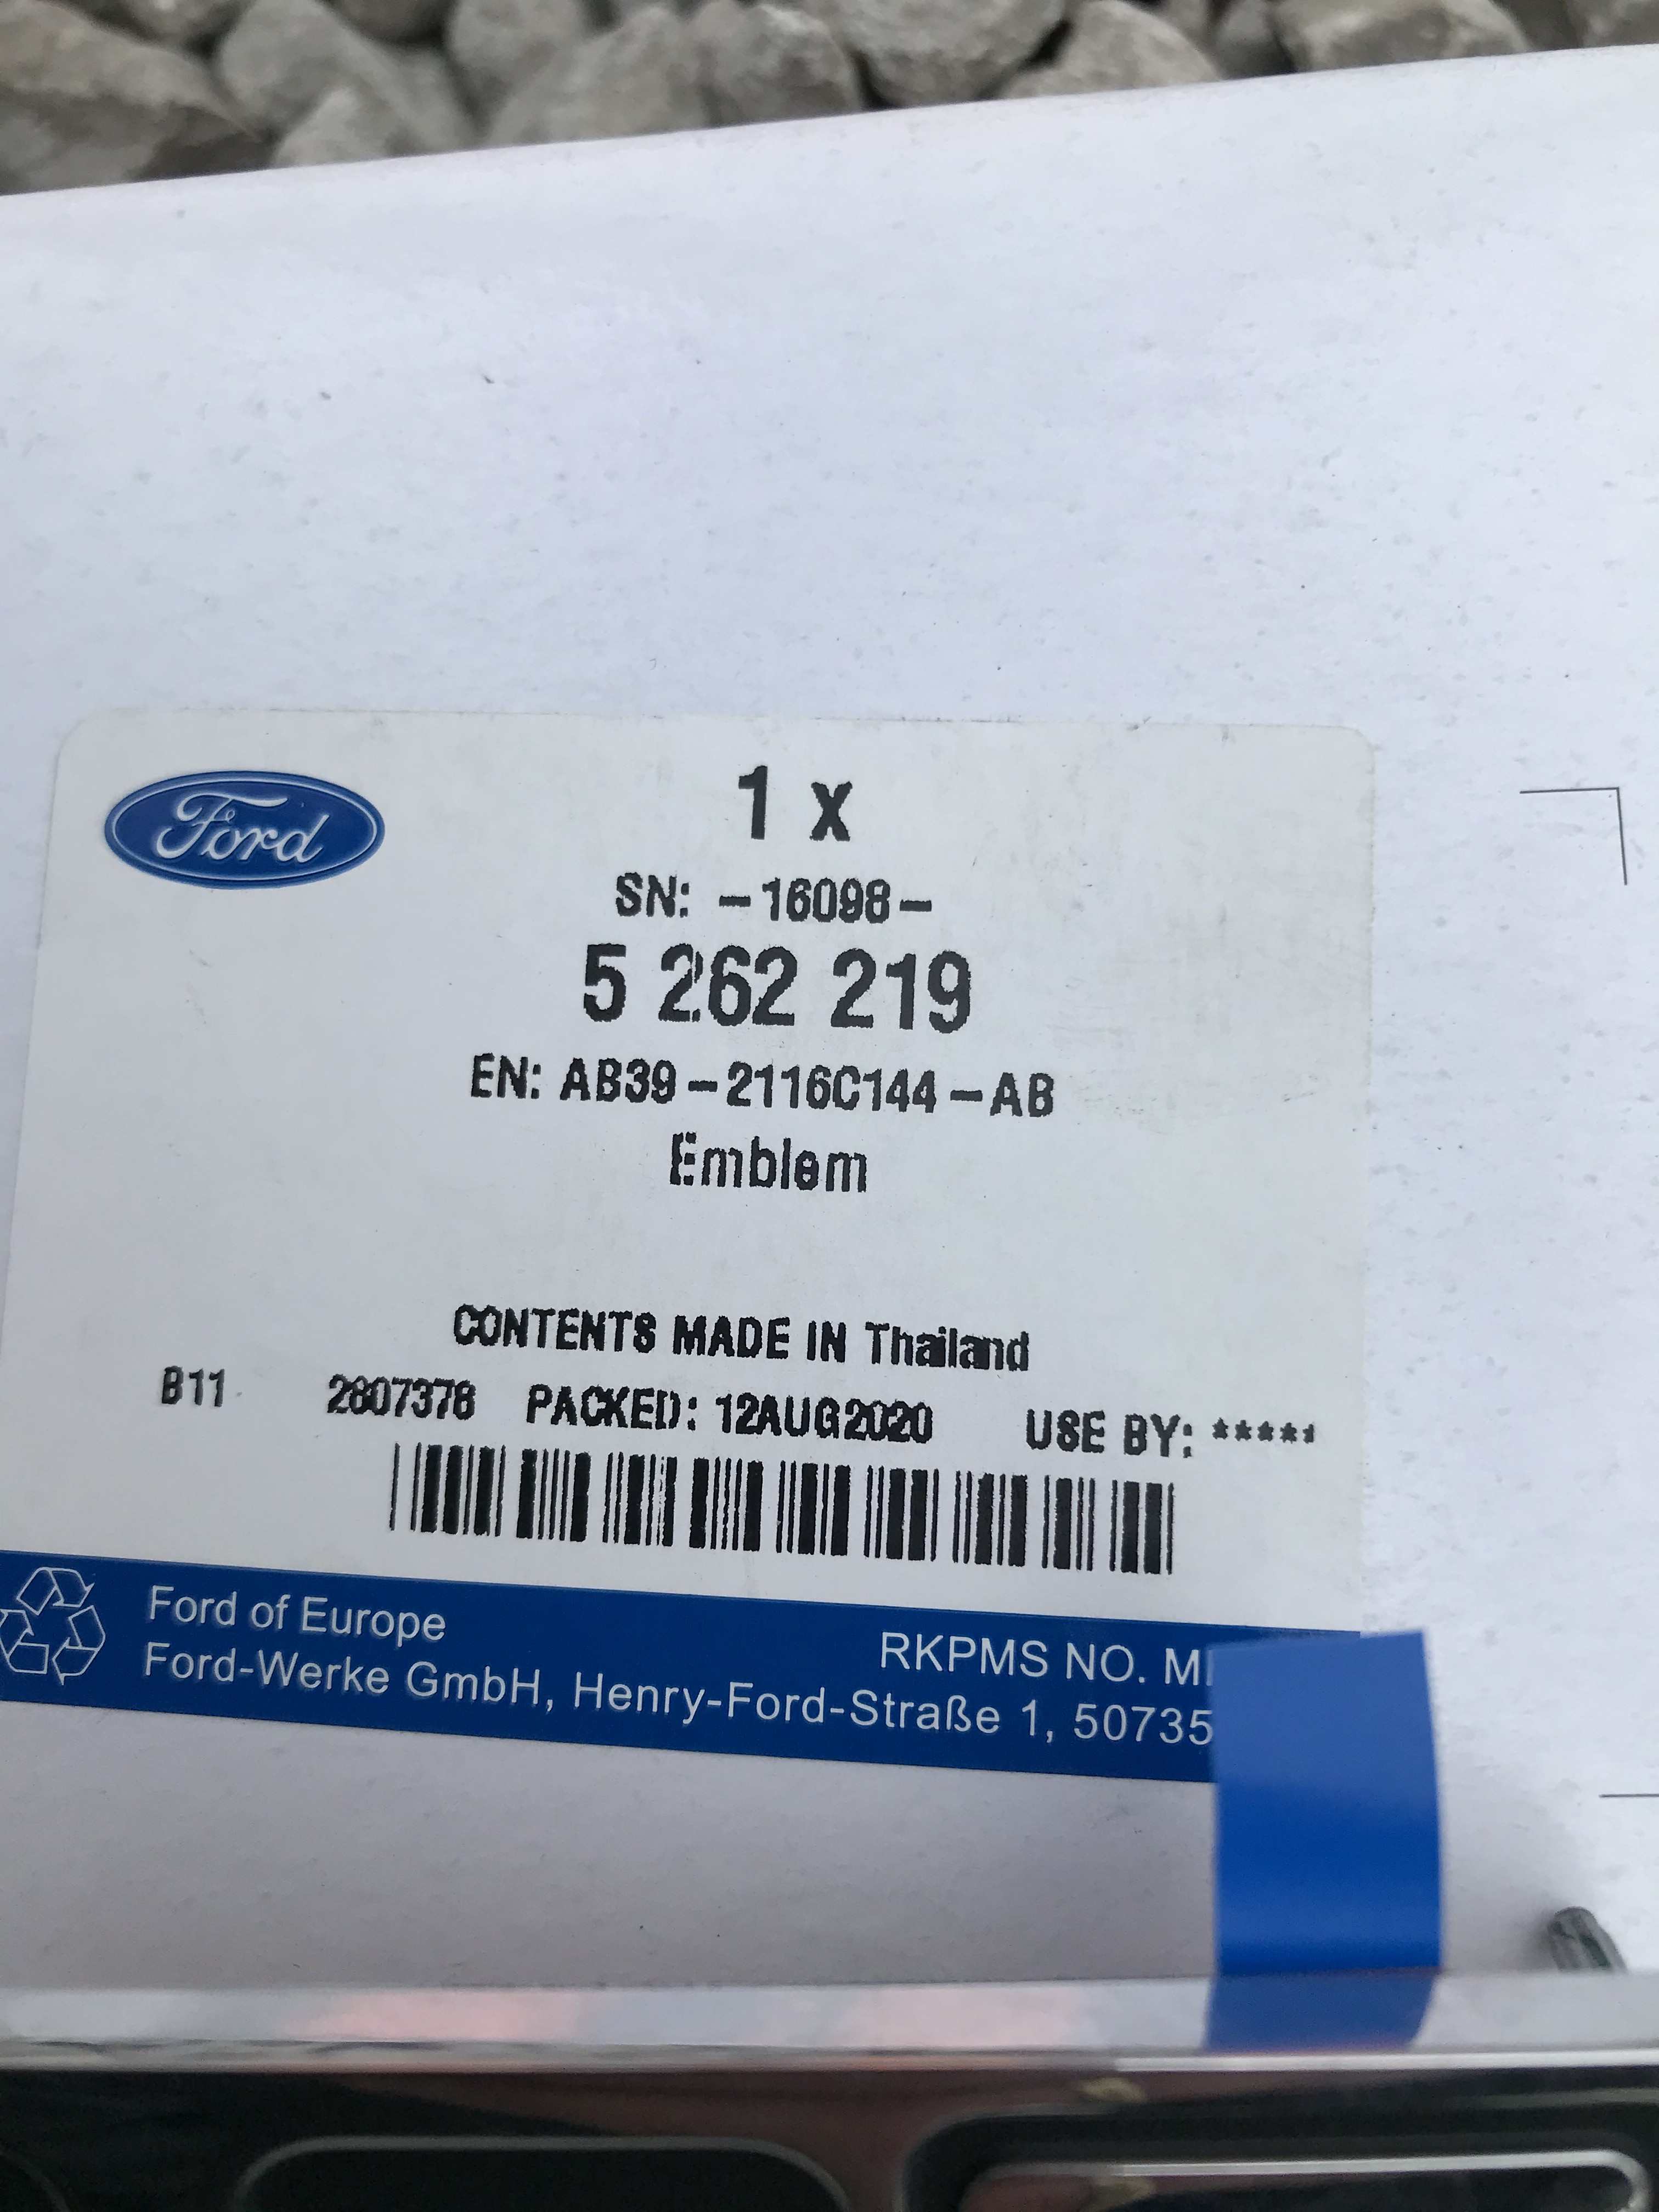 Ford
1 x
SN: -16098-
5 262 219
EN: AB39-2116C144-AB
Emblem
CONTENTS MADE IN Thailand
B11 2807378 PACKED: 12AUG2020 USE BY: *****
Ford of Europe
RKPMS NO.
Ford-Werke GmbH, Henry-Ford-Straße 1, 50735